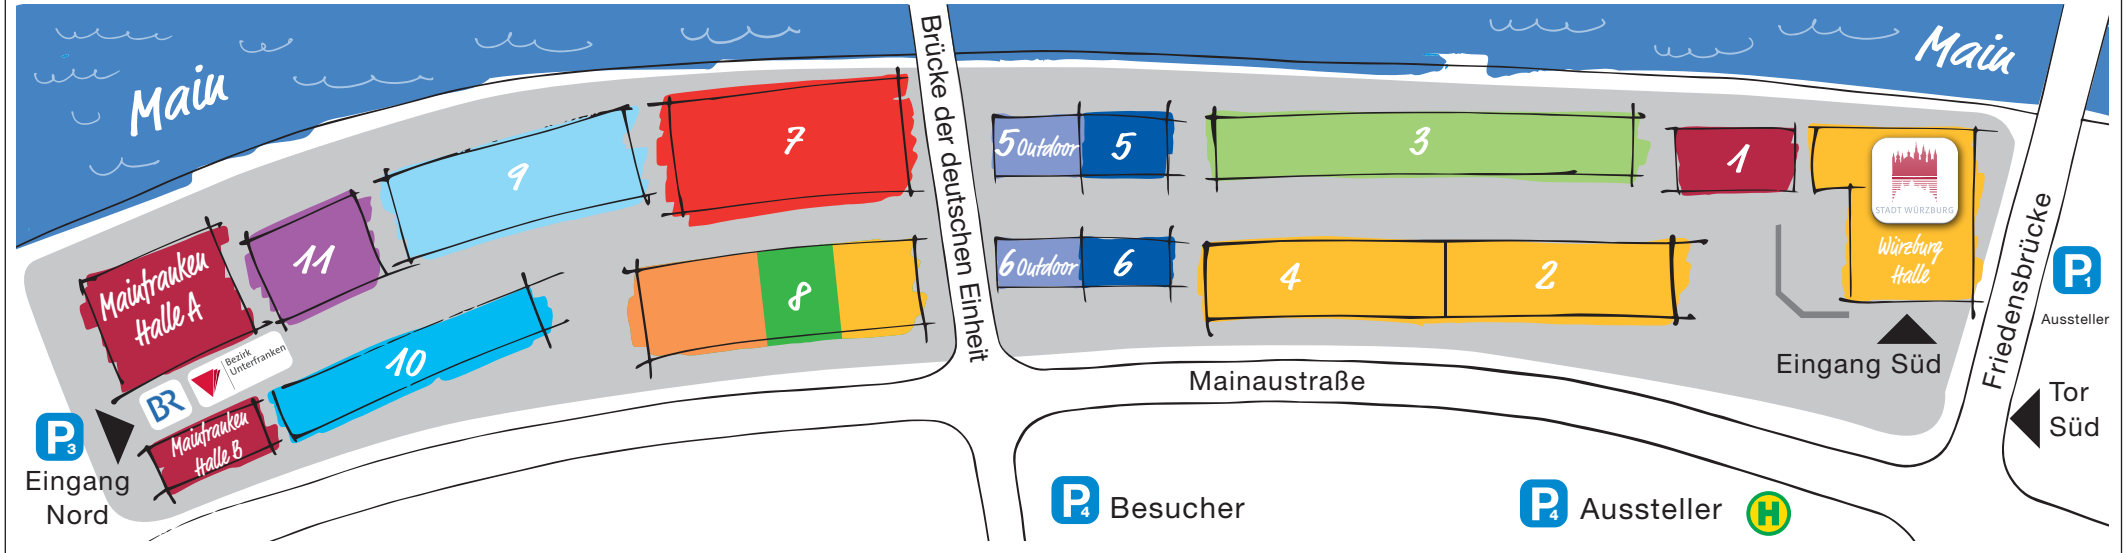 Main
Main
Brücke der deutschen Einheit
7
9
11
Mainfranken
Halle A
5 Outdoor
5
3
1
STADT WÜRZBURG
Würzburg
Halle
6 Outdoor
6
4
2
8
10
BR
Bezirk
Unterfranken
Mainfranken
Halle B
P3
Eingang
Nord
Mainaustraße
Eingang Süd
Friedensbrücke
P1
Aussteller
Tor
Süd
P4 Besucher
P4 Aussteller H